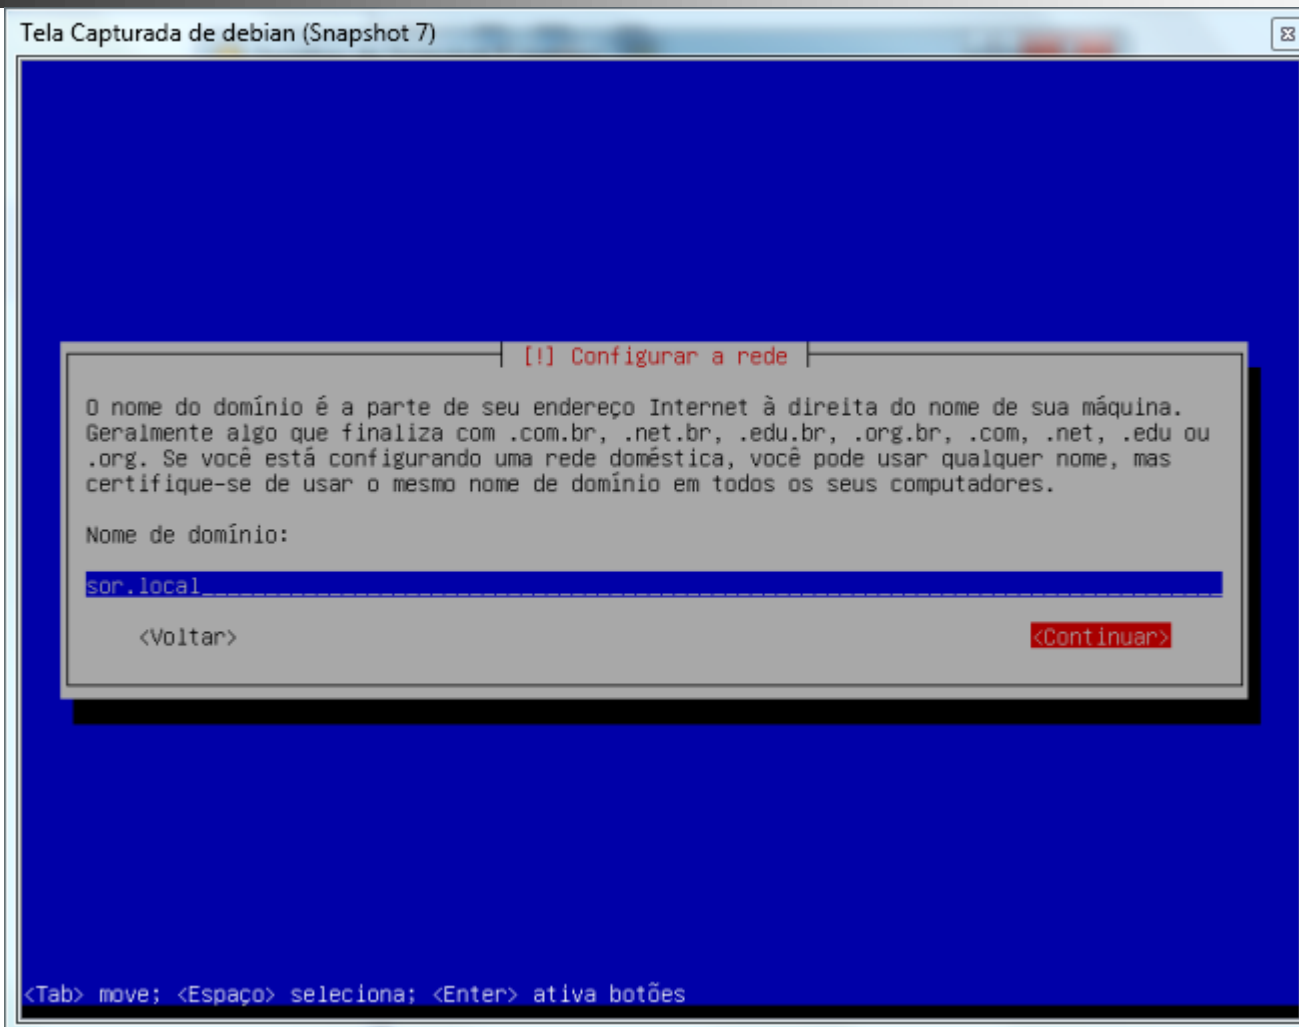 Tela Capturada de debian (Snapshot 7)
[!] Configurar a rede
O nome do domínio é a parte de seu endereço Internet à direita do nome de sua máquina.
Geralmente algo que finaliza com .com.br, .net.br, .edu.br, .org.br, .com, .net, .edu ou
.org. Se você está configurando uma rede doméstica, você pode usar qualquer nome, mas
certifique-se de usar o mesmo nome de domínio em todos os seus computadores.
Nome de domínio:
sor.local
<Voltar> <Continuar>
<Tab> move; <Espaço> seleciona; <Enter> ativa botões